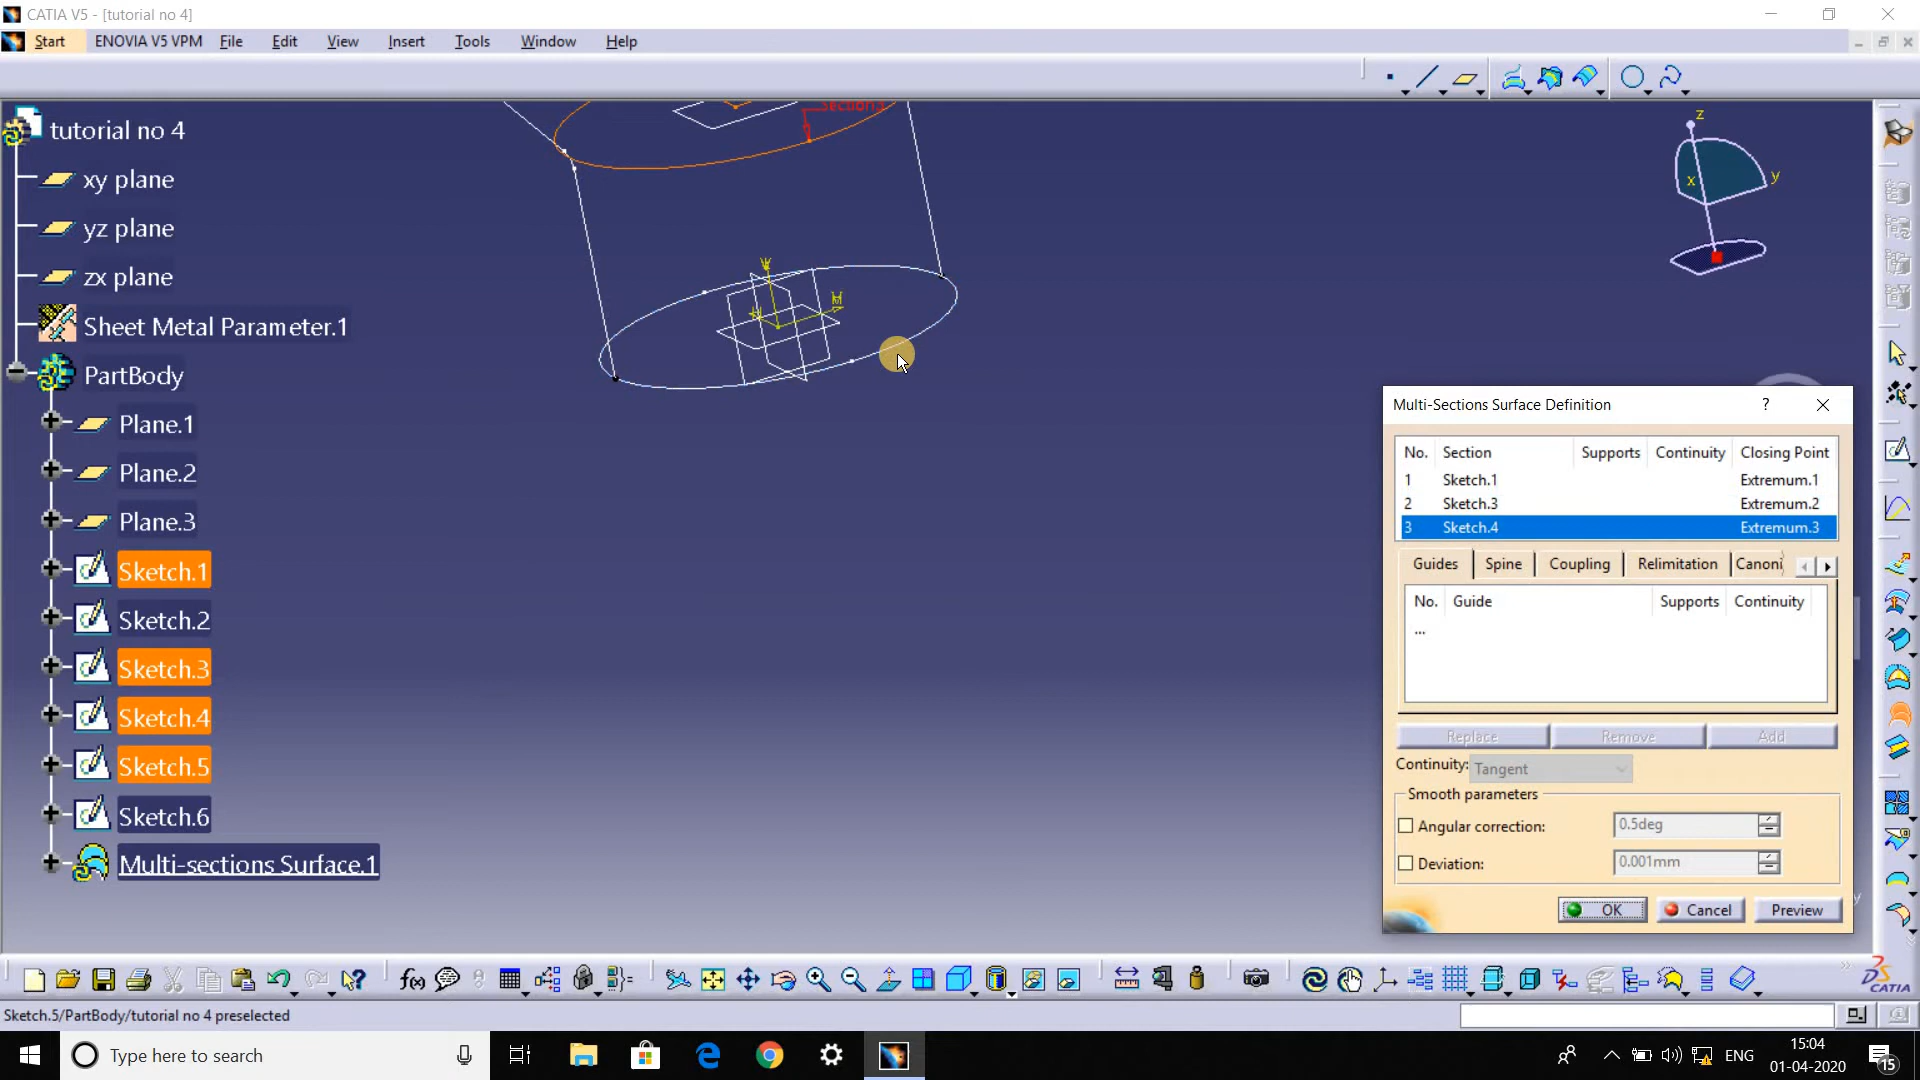 CATIA V5 - [tutorial no 4]
Start ENOVIA V5 VPM File Edit View Insert Tools Window Help
tutorial no 4
xy plane
yz plane
zx plane
Sheet Metal Parameter.1
PartBody
Plane.1
Plane.2
Plane.3
Sketch.1
Sketch.2
Sketch.3
Sketch.4
Sketch.5
Sketch.6
Multi-sections Surface.1
Section3
V
H
z
y
x
Multi-Sections Surface Definition ?
No. Section Supports Continuity Closing Point
1 Sketch.1 Extremum.1
2 Sketch.3 Extremum.2
3 Sketch.4 Extremum.3
Guides Spine Coupling Relimitation Canoni
No. Guide Supports Continuity
...
Replace Remove Add
Continuity: Tangent
Smooth parameters
Angular correction: 0.5deg
Deviation: 0.001mm
OK Cancel Preview
y
f(x)
CATIA
Sketch.5/PartBody/tutorial no 4 preselected
Type here to search
ENG
15:04
01-04-2020
15